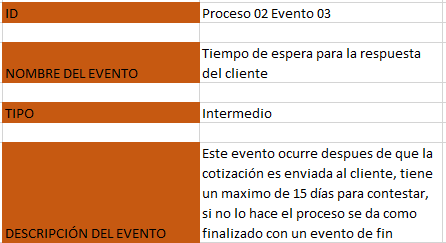 ID Proceso 02 Evento 03
Tiempo de espera para la respuesta
NOMBRE DEL EVENTO del cliente
TIPO Intermedio
Este evento ocurre despues de que la
cotización es enviada al cliente, tiene
un maximo de 15 días para contestar,
si no lo hace el proceso se da como
DESCRIPCIÓN DEL EVENTO finalizado con un evento de fin